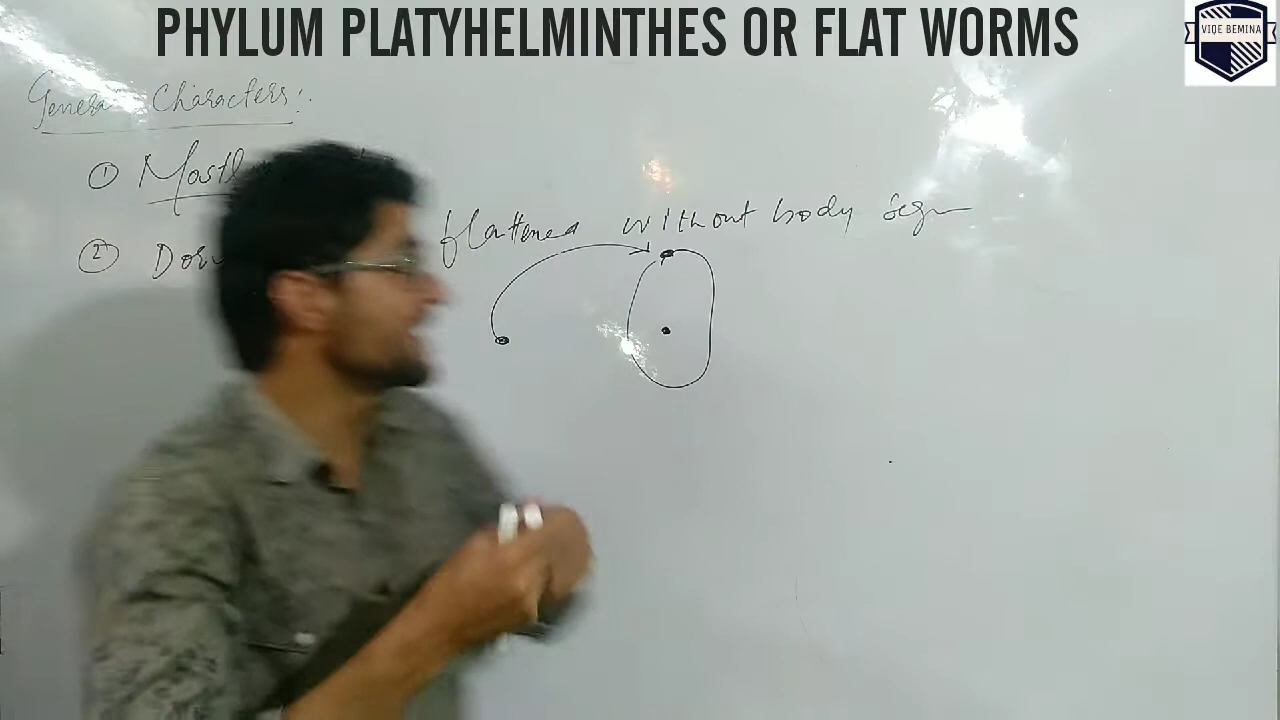 PHYLUM PLATYHELMINTHES OR FLAT WORMS
VIQE BEMINA
General Characters:.
① Mostl
② Dor flattened without body segm